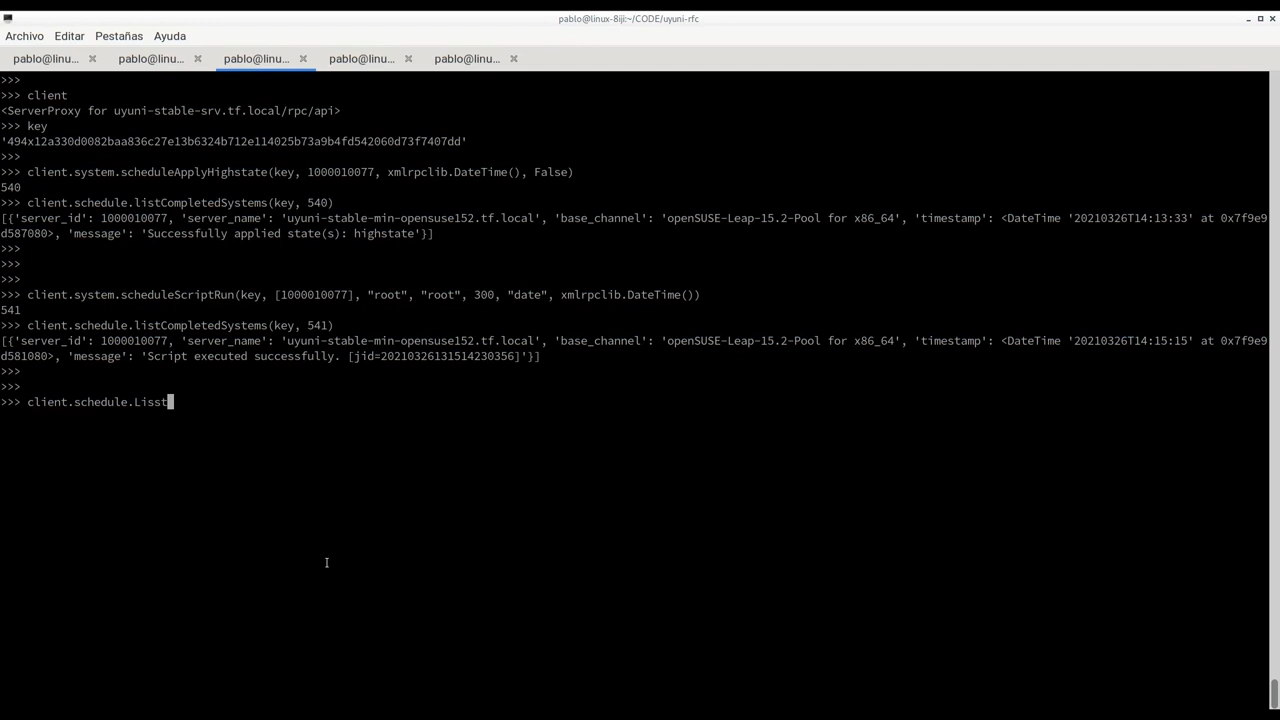 pablo@linux-8iji:~/CODE/uyuni-rfc
Archivo Editar Pestañas Ayuda
pablo@linu... pablo@linu... pablo@linu... pablo@linu... pablo@linu...
>>>
>>> client
<ServerProxy for uyuni-stable-srv.tf.local/rpc/api>
>>> key
'494x12a330d0082baa836c27e13b6324b712e114025b73a9b4fd542060d73f7407dd'
>>>
>>> client.system.scheduleApplyHighstate(key, 1000010077, xmlrpclib.DateTime(), False)
540
>>> client.schedule.listCompletedSystems(key, 540)
[{'server_id': 1000010077, 'server_name': 'uyuni-stable-min-opensuse152.tf.local', 'base_channel': 'openSUSE-Leap-15.2-Pool for x86_64', 'timestamp': <DateTime '20210326T14:13:33' at 0x7f9e9
d587080>, 'message': 'Successfully applied state(s): highstate'}]
>>>
>>>
>>>
>>> client.system.scheduleScriptRun(key, [1000010077], "root", "root", 300, "date", xmlrpclib.DateTime())
541
>>> client.schedule.listCompletedSystems(key, 541)
[{'server_id': 1000010077, 'server_name': 'uyuni-stable-min-opensuse152.tf.local', 'base_channel': 'openSUSE-Leap-15.2-Pool for x86_64', 'timestamp': <DateTime '20210326T14:15:15' at 0x7f9e9
d581080>, 'message': 'Script executed successfully. [jid=20210326131514230356]'}]
>>>
>>>
>>> client.schedule.Lisst